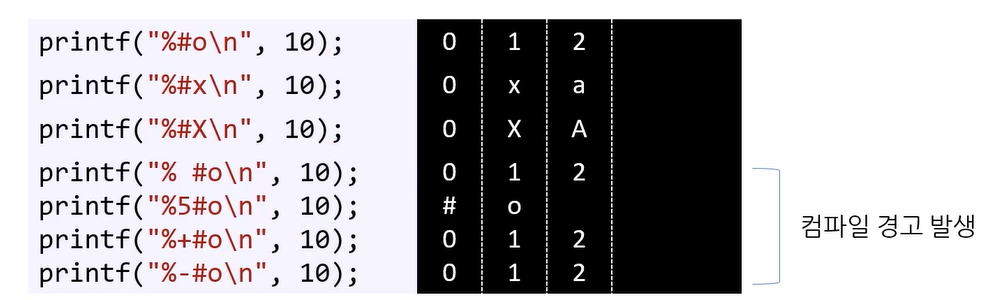 printf("%#o\n", 10); 0 1 2
printf("%#x\n", 10); 0 x a
printf("%#X\n", 10); 0 X A
printf("% #o\n", 10); 0 1 2
printf("%5#o\n", 10); # o
printf("%+#o\n", 10); 0 1 2
printf("%-#o\n", 10); 0 1 2
컴파일 경고 발생